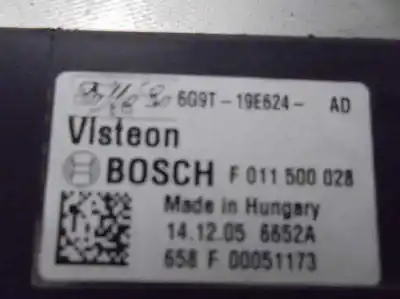 6G9T-19E624- AD
VIsteon
BOSCH F 011 500 028
Made in Hungary
14.12.05 6652A
658 F 00051173